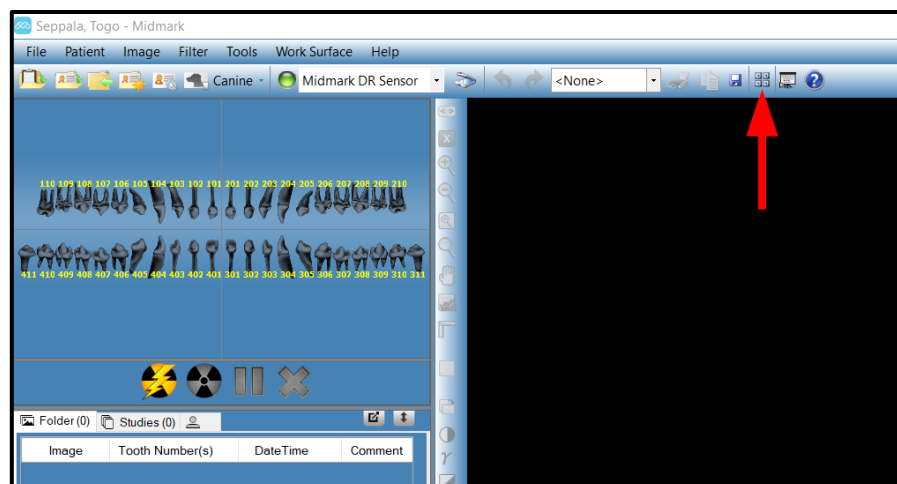 Seppala, Togo - Midmark
File Patient Image Filter Tools Work Surface Help
Canine Midmark DR Sensor <None>
110 109 108 107 106 105 104 103 102 101 201 202 203 204 205 206 207 208 209 210
411 410 409 408 407 406 405 404 403 402 401 301 302 303 304 305 306 307 308 309 310 311
Folder (0) Studies (0)
Image Tooth Number(s) DateTime Comment